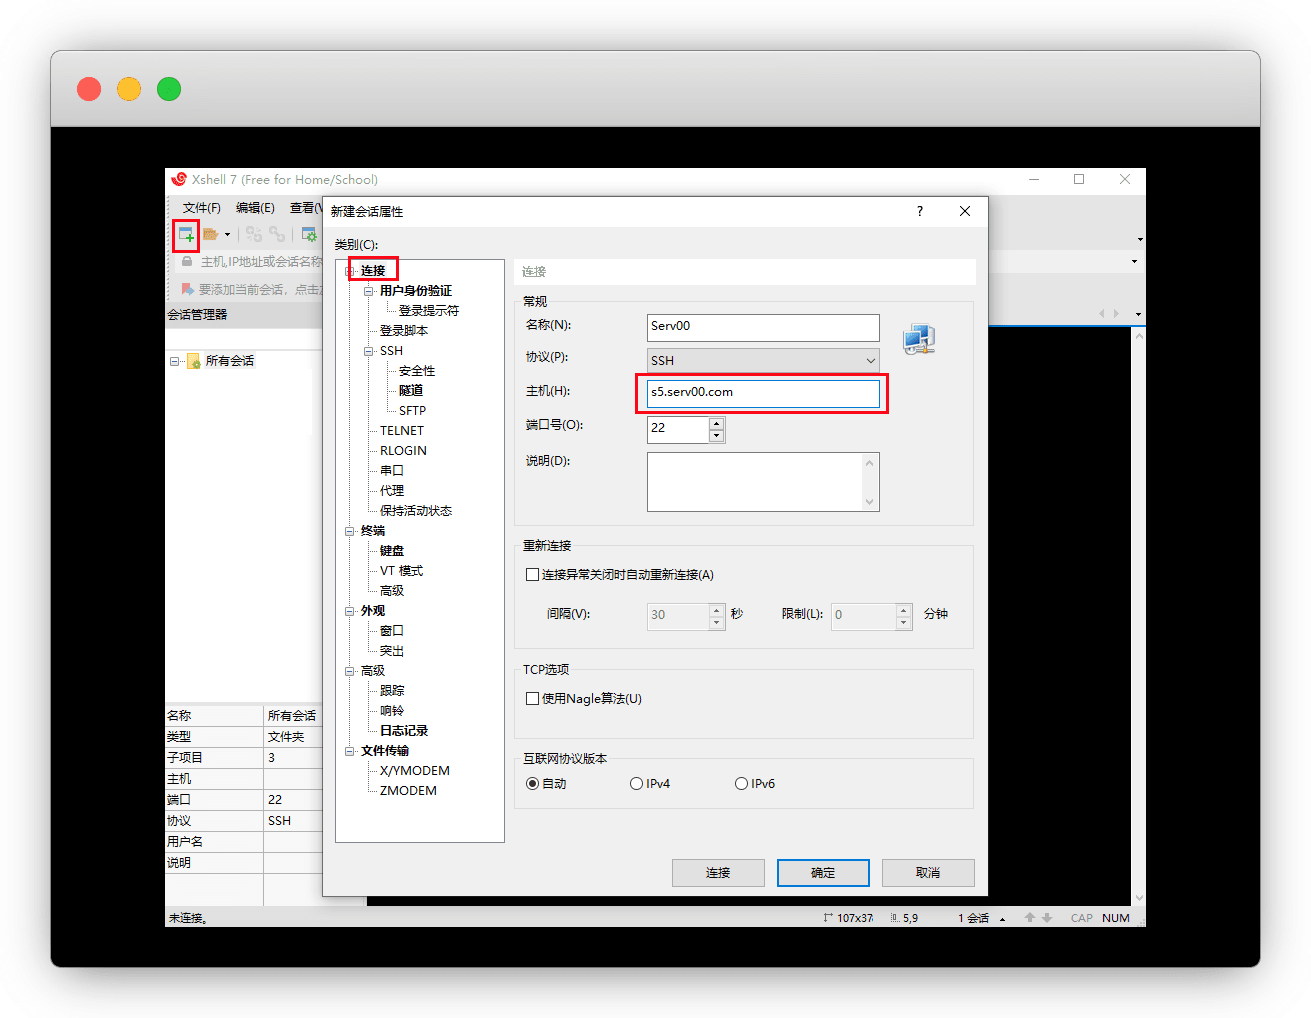 Xshell 7 (Free for Home/School)
文件(F) 编辑(E) 查看(V
主机,IP地址或会话名称
要添加当前会话，点击
会话管理器
所有会话
名称 所有会话
类型 文件夹
子项目 3
主机
端口 22
协议 SSH
用户名
说明
新建会话属性
?
类别(C):
连接
用户身份验证
登录提示符
登录脚本
SSH
安全性
隧道
SFTP
TELNET
RLOGIN
串口
代理
保持活动状态
终端
键盘
VT 模式
高级
外观
窗口
突出
高级
跟踪
响铃
日志记录
文件传输
X/YMODEM
ZMODEM
连接
常规
名称(N): Serv00
协议(P): SSH
主机(H): s5.serv00.com
端口号(O): 22
说明(D):
重新连接
连接异常关闭时自动重新连接(A)
间隔(V): 30 秒 限制(L): 0 分钟
TCP选项
使用Nagle算法(U)
互联网协议版本
自动 IPv4 IPv6
连接 确定 取消
未连接。 107x37 5,9 1 会话 CAP NUM